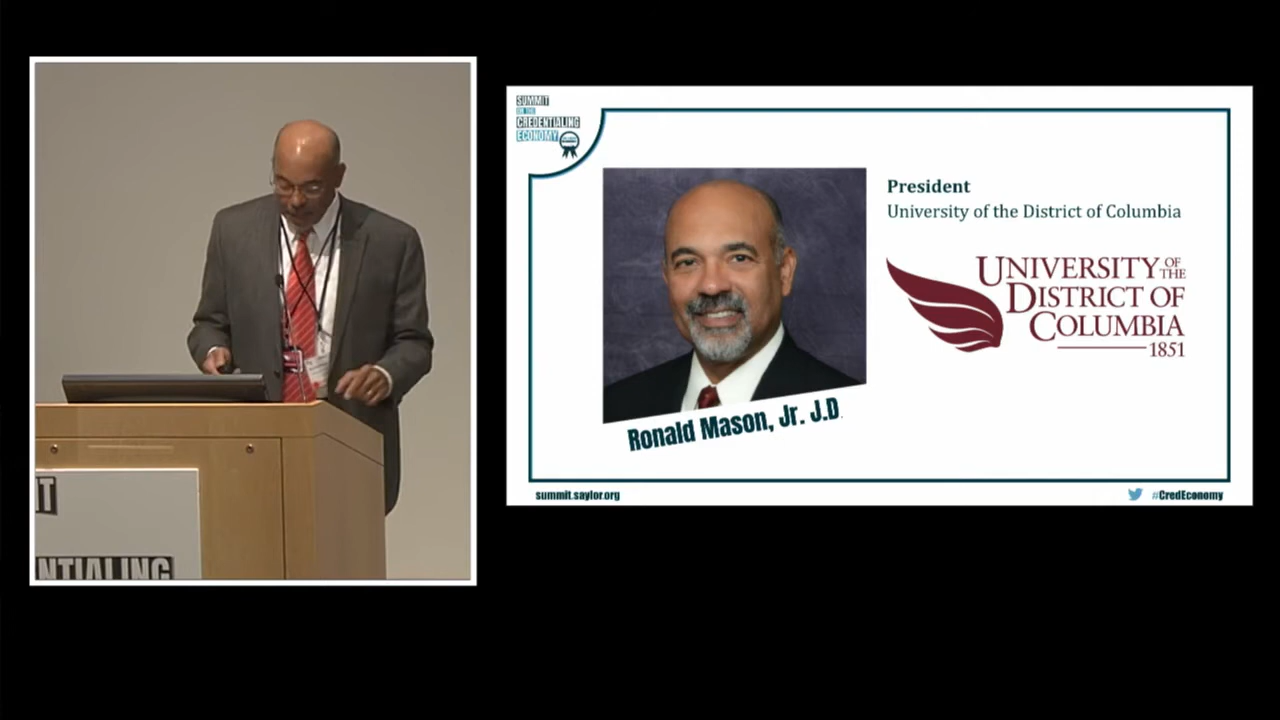 IT
NTIALING
SUMMIT
ON THE
CREDENTIALING
ECONOMY
President
University of the District of Columbia
UNIVERSITY OF THE
DISTRICT OF
COLUMBIA
1851
Ronald Mason, Jr. J.D.
summit.saylor.org
#CredEconomy